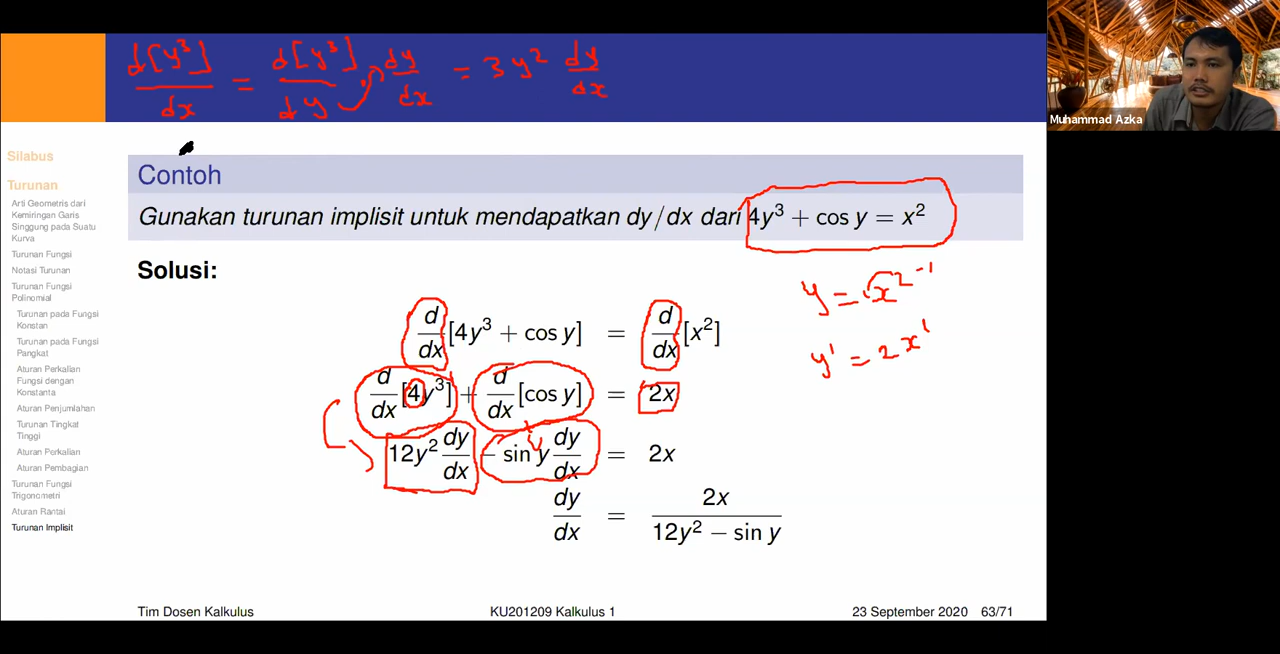 d[y³]/dx = d[y³]/dy dy/dx = 3y² dy/dx
Muhammad Azka
Silabus
Turunan
Arti Geometris dari
Kemiringan Garis
Singgung pada Suatu
Kurva
Turunan Fungsi
Notasi Turunan
Turunan Fungsi
Polinomial
Turunan pada Fungsi
Konstan
Turunan pada Fungsi
Pangkat
Aturan Perkalian
Fungsi dengan
Konstanta
Aturan Penjumlahan
Turunan Tingkat
Tinggi
Aturan Perkalian
Aturan Pembagian
Turunan Fungsi
Trigonometri
Aturan Rantai
Turunan Implisit
Contoh
Gunakan turunan implisit untuk mendapatkan dy/dx dari 4y³ + cos y = x²
Solusi:
d/dx [4y³ + cos y] = d/dx [x²]
d/dx [4y³] + d/dx [cos y] = 2x
12y² dy/dx − sin y dy/dx = 2x
dy/dx = 2x/(12y² − sin y)
y = x²⁻¹
y' = 2x¹
Tim Dosen Kalkulus
KU201209 Kalkulus 1
23 September 2020 63/71